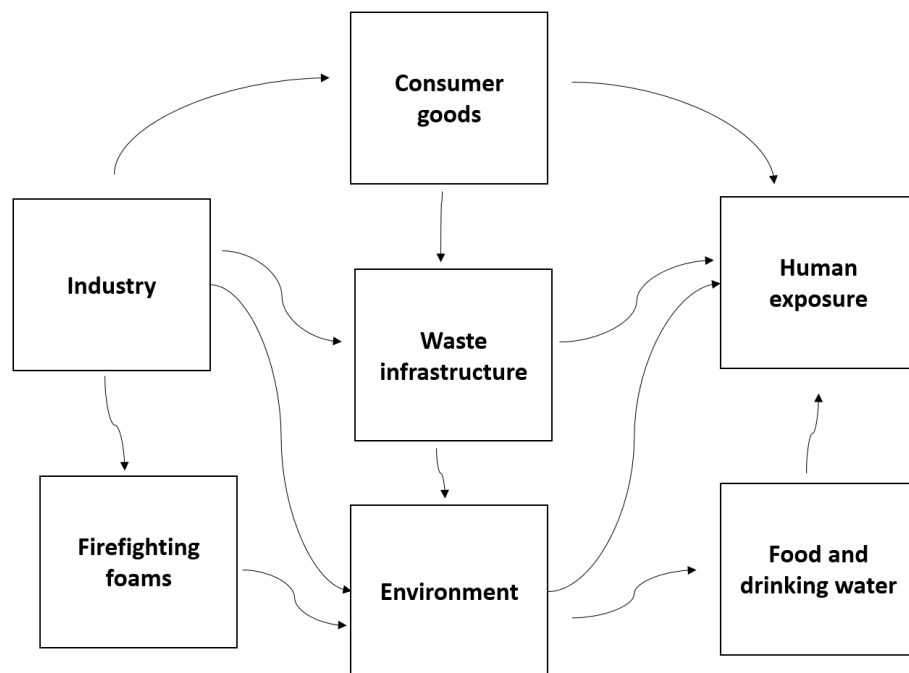 Consumer
goods
Industry
Human
exposure
Waste
infrastructure
Firefighting
foams
Environment
Food and
drinking water